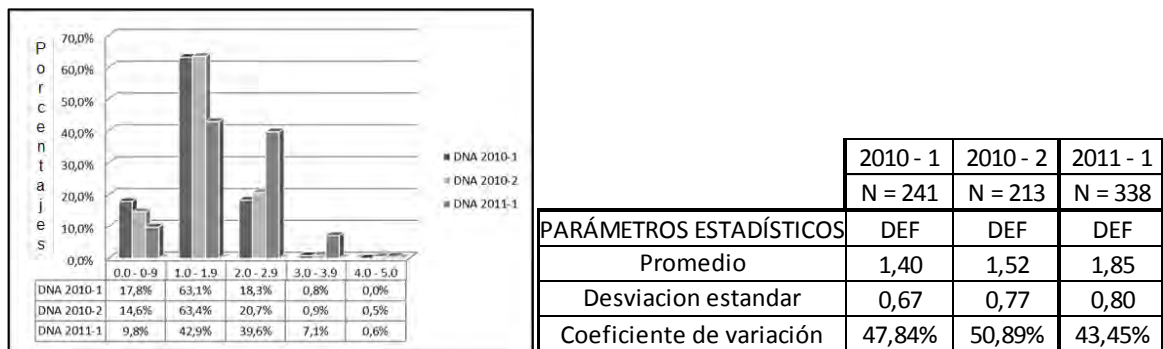 Porcentajes
70,0%
60,0%
50,0%
40,0%
30,0%
20,0%
10,0%
0,0%
0.0 - 0-9 1.0 - 1.9 2.0 - 2.9 3.0 - 3.9 4.0 - 5.0
DNA 2010-1 17,8% 63,1% 18,3% 0,8% 0,0%
DNA 2010-2 14,6% 63,4% 20,7% 0,9% 0,5%
DNA 2011-1 9,8% 42,9% 39,6% 7,1% 0,6%
DNA 2010-1
DNA 2010-2
DNA 2011-1
2010 - 1 2010 - 2 2011 - 1
N = 241 N = 213 N = 338
PARÁMETROS ESTADÍSTICOS DEF DEF DEF
Promedio 1,40 1,52 1,85
Desviacion estandar 0,67 0,77 0,80
Coeficiente de variación 47,84% 50,89% 43,45%